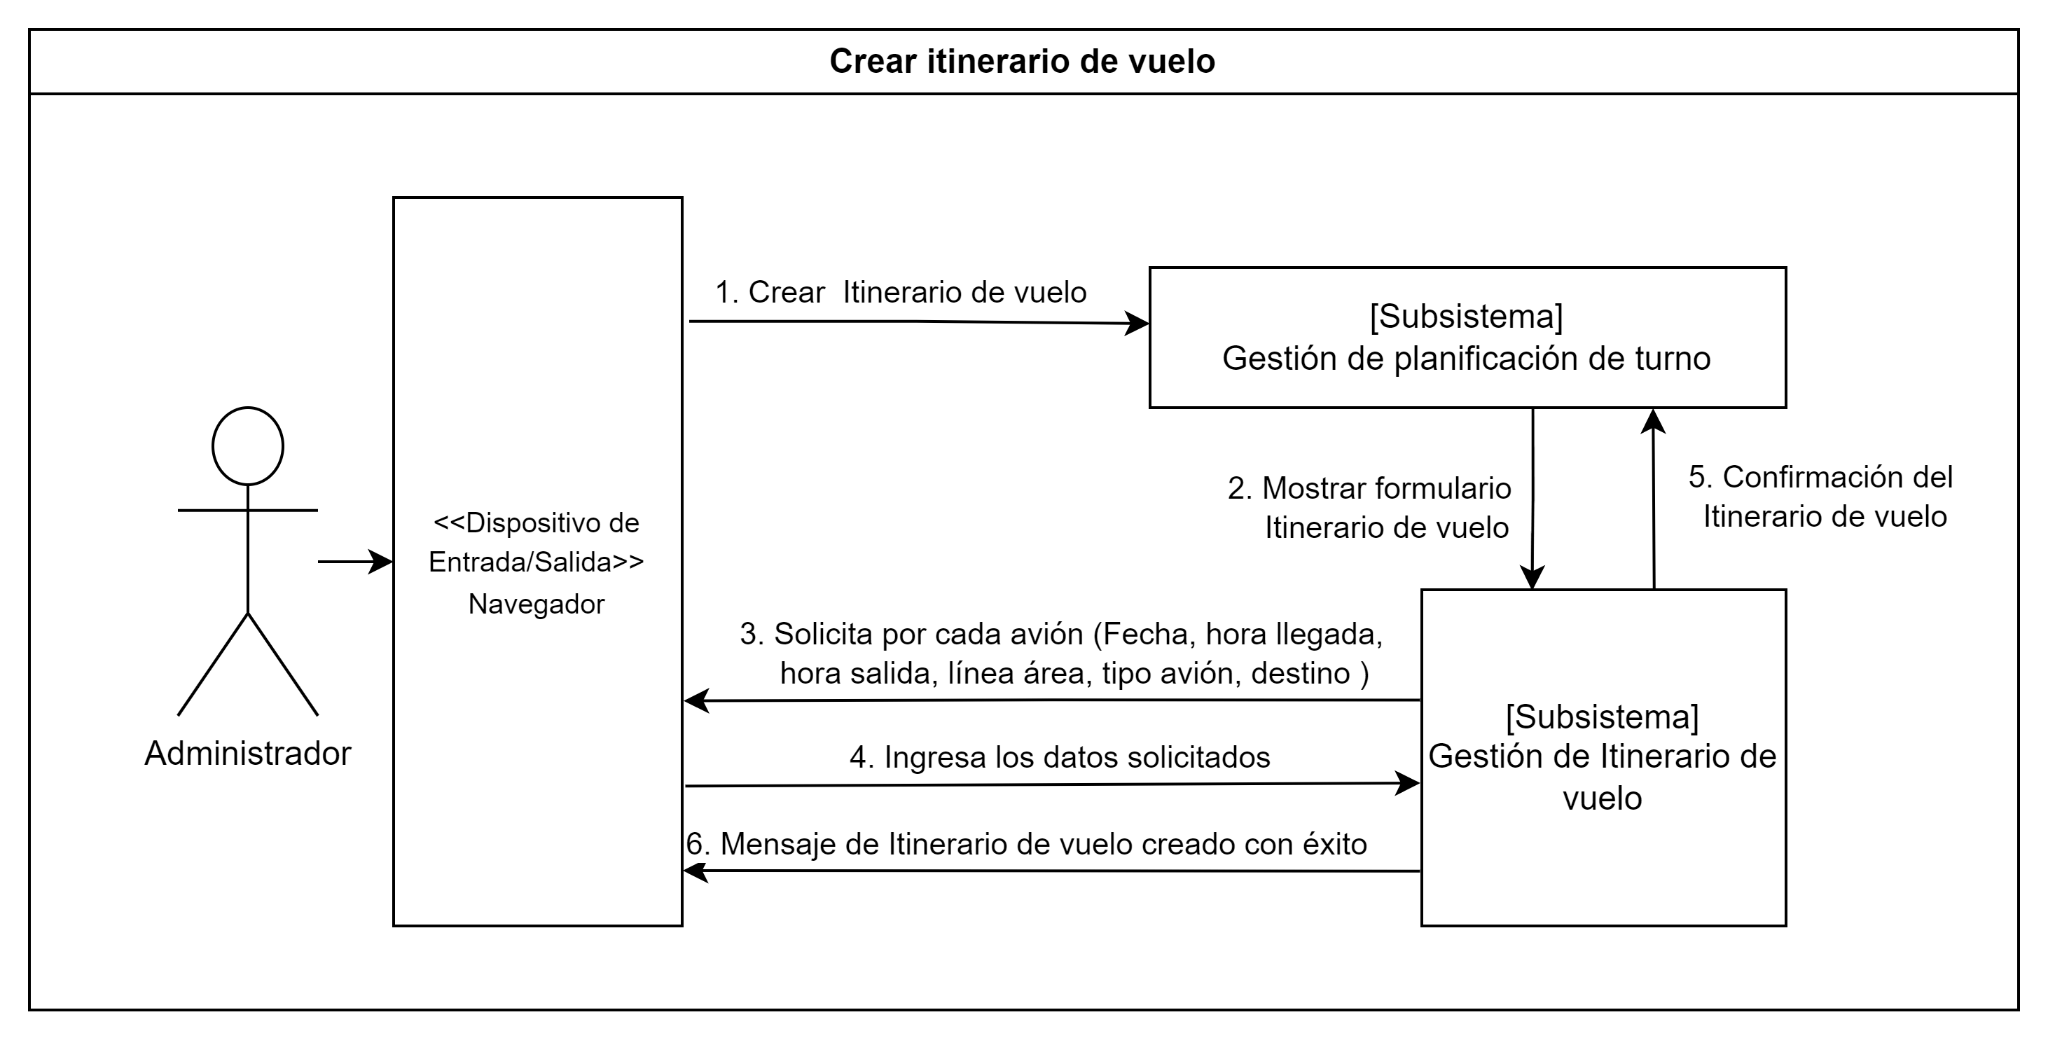 Crear itinerario de vuelo
1. Crear  Itinerario de vuelo
[Subsistema]
Gestión de planificación de turno
2. Mostrar formulario
Itinerario de vuelo
5. Confirmación del
Itinerario de vuelo
<<Dispositivo de
Entrada/Salida>>
Navegador
Administrador
3. Solicita por cada avión (Fecha, hora llegada,
hora salida, línea área, tipo avión, destino )
4. Ingresa los datos solicitados
6. Mensaje de Itinerario de vuelo creado con éxito
[Subsistema]
Gestión de Itinerario de
vuelo